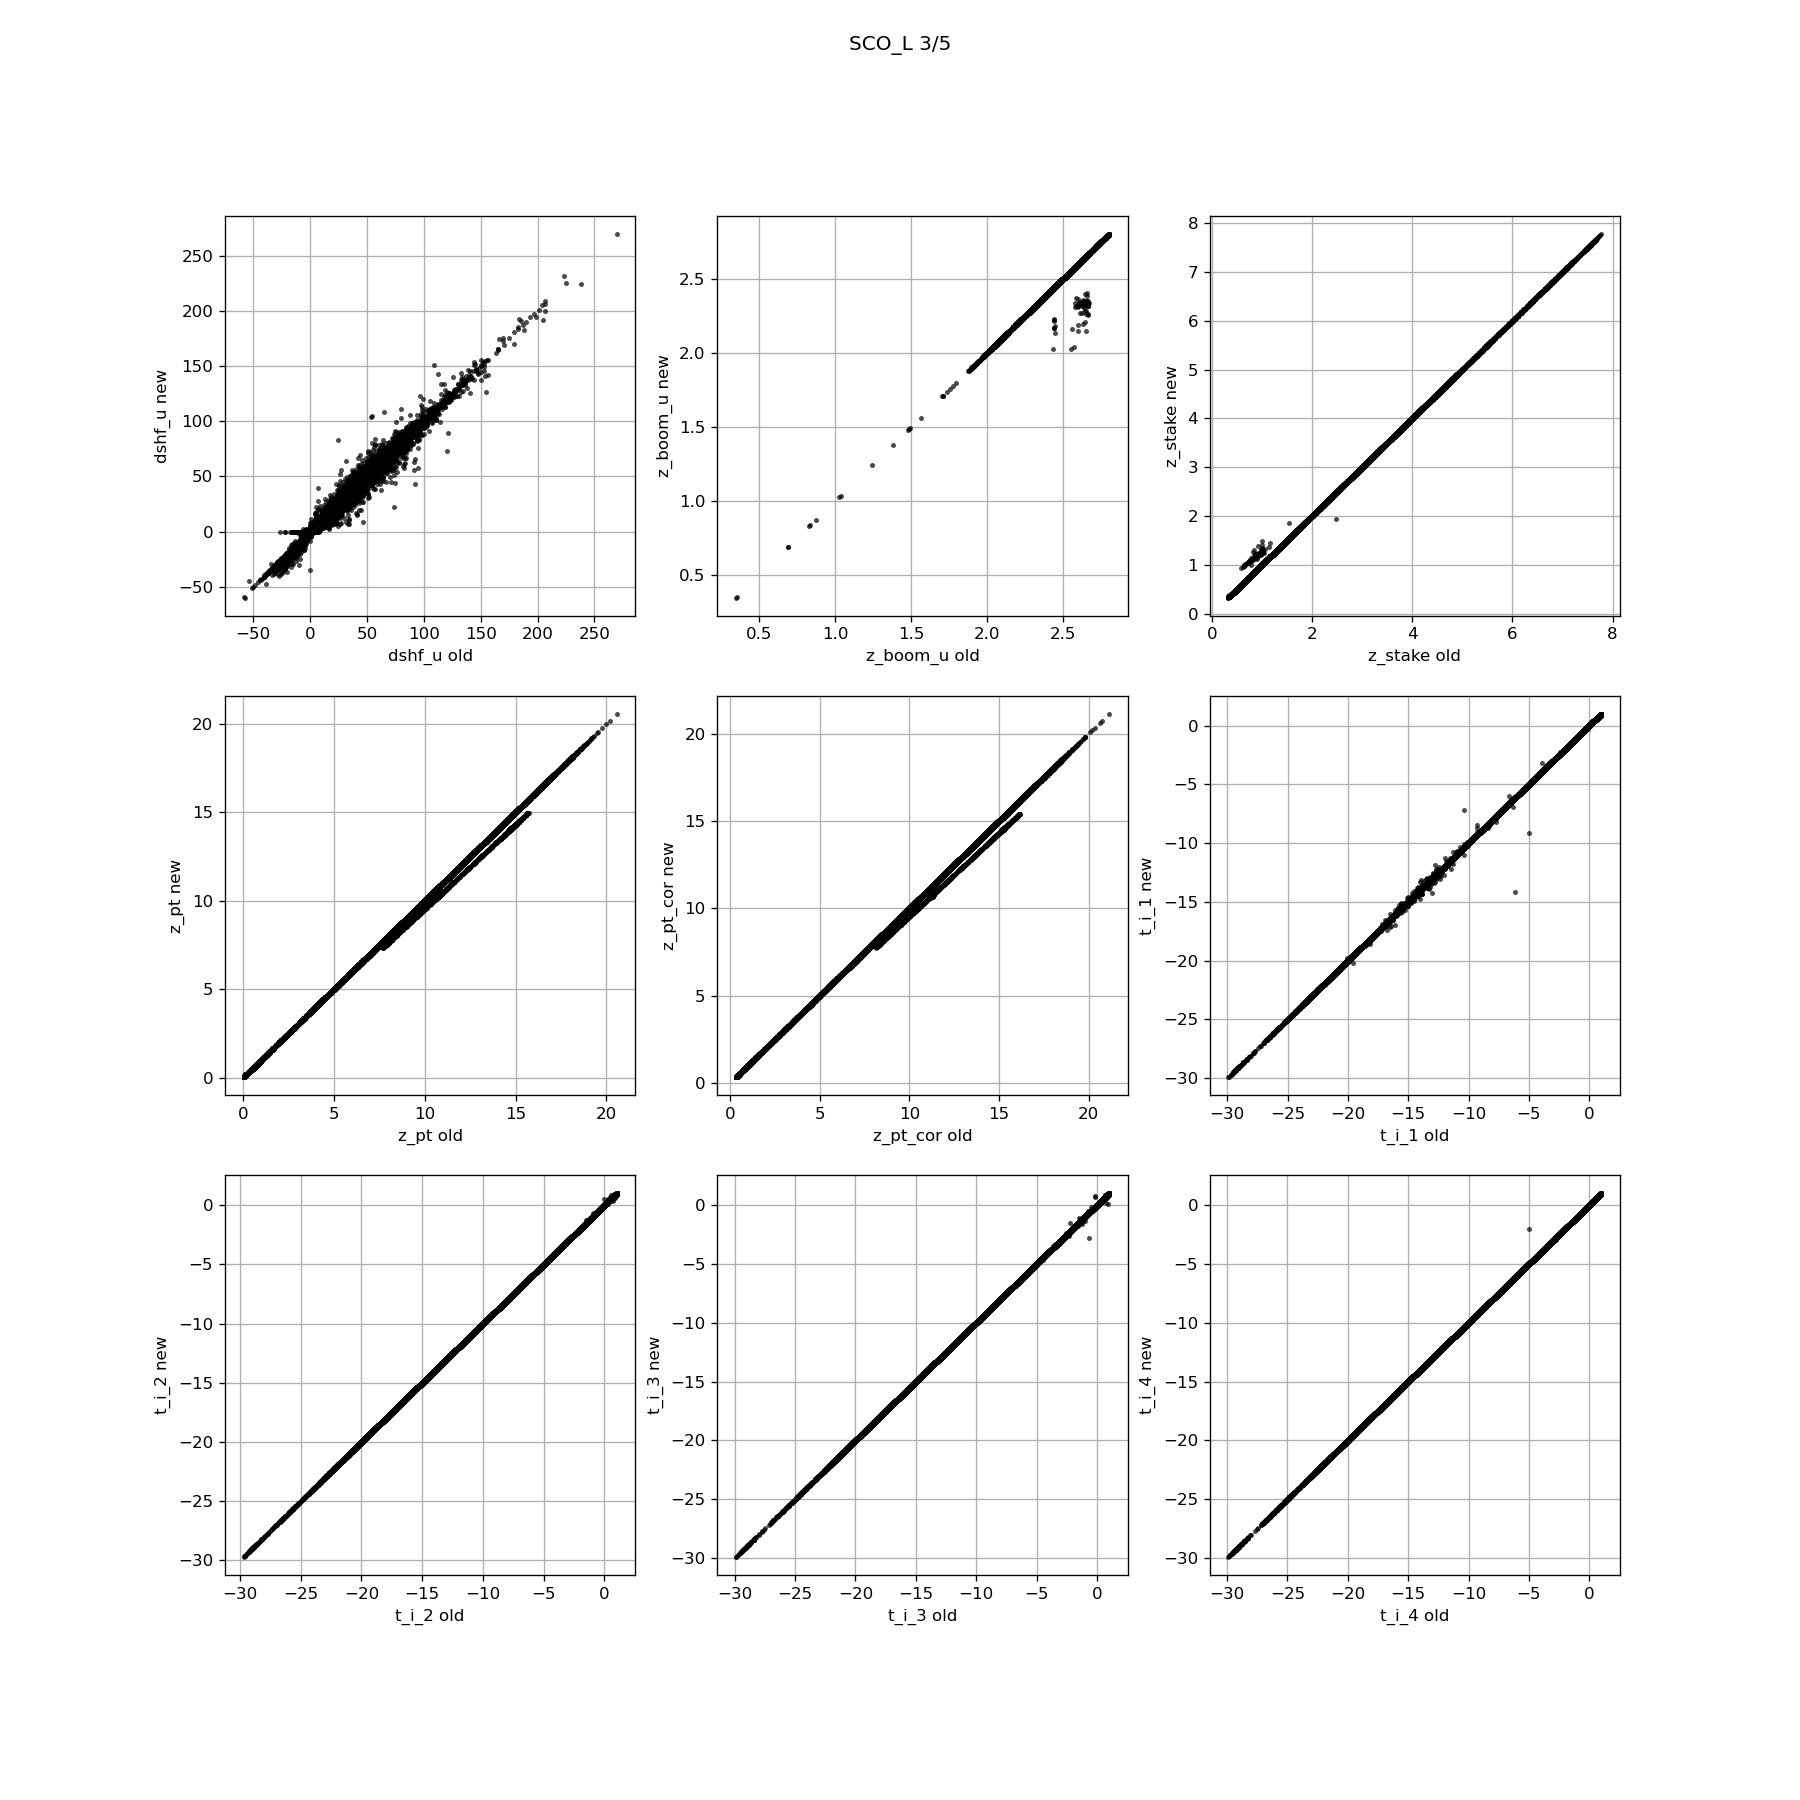 SCO_L 3/5
250
200
150
100
50
0
−50
dshf_u new
−50 0 50 100 150 200 250
dshf_u old
2.5
2.0
1.5
1.0
0.5
z_boom_u new
0.5 1.0 1.5 2.0 2.5
z_boom_u old
8
7
6
5
4
3
2
1
0
z_stake new
0 2 4 6 8
z_stake old
20
15
10
5
0
z_pt new
0 5 10 15 20
z_pt old
20
15
10
5
0
z_pt_cor new
0 5 10 15 20
z_pt_cor old
0
−5
−10
−15
−20
−25
−30
t_i_1 new
−30 −25 −20 −15 −10 −5 0
t_i_1 old
0
−5
−10
−15
−20
−25
−30
t_i_2 new
−30 −25 −20 −15 −10 −5 0
t_i_2 old
0
−5
−10
−15
−20
−25
−30
t_i_3 new
−30 −25 −20 −15 −10 −5 0
t_i_3 old
0
−5
−10
−15
−20
−25
−30
t_i_4 new
−30 −25 −20 −15 −10 −5 0
t_i_4 old